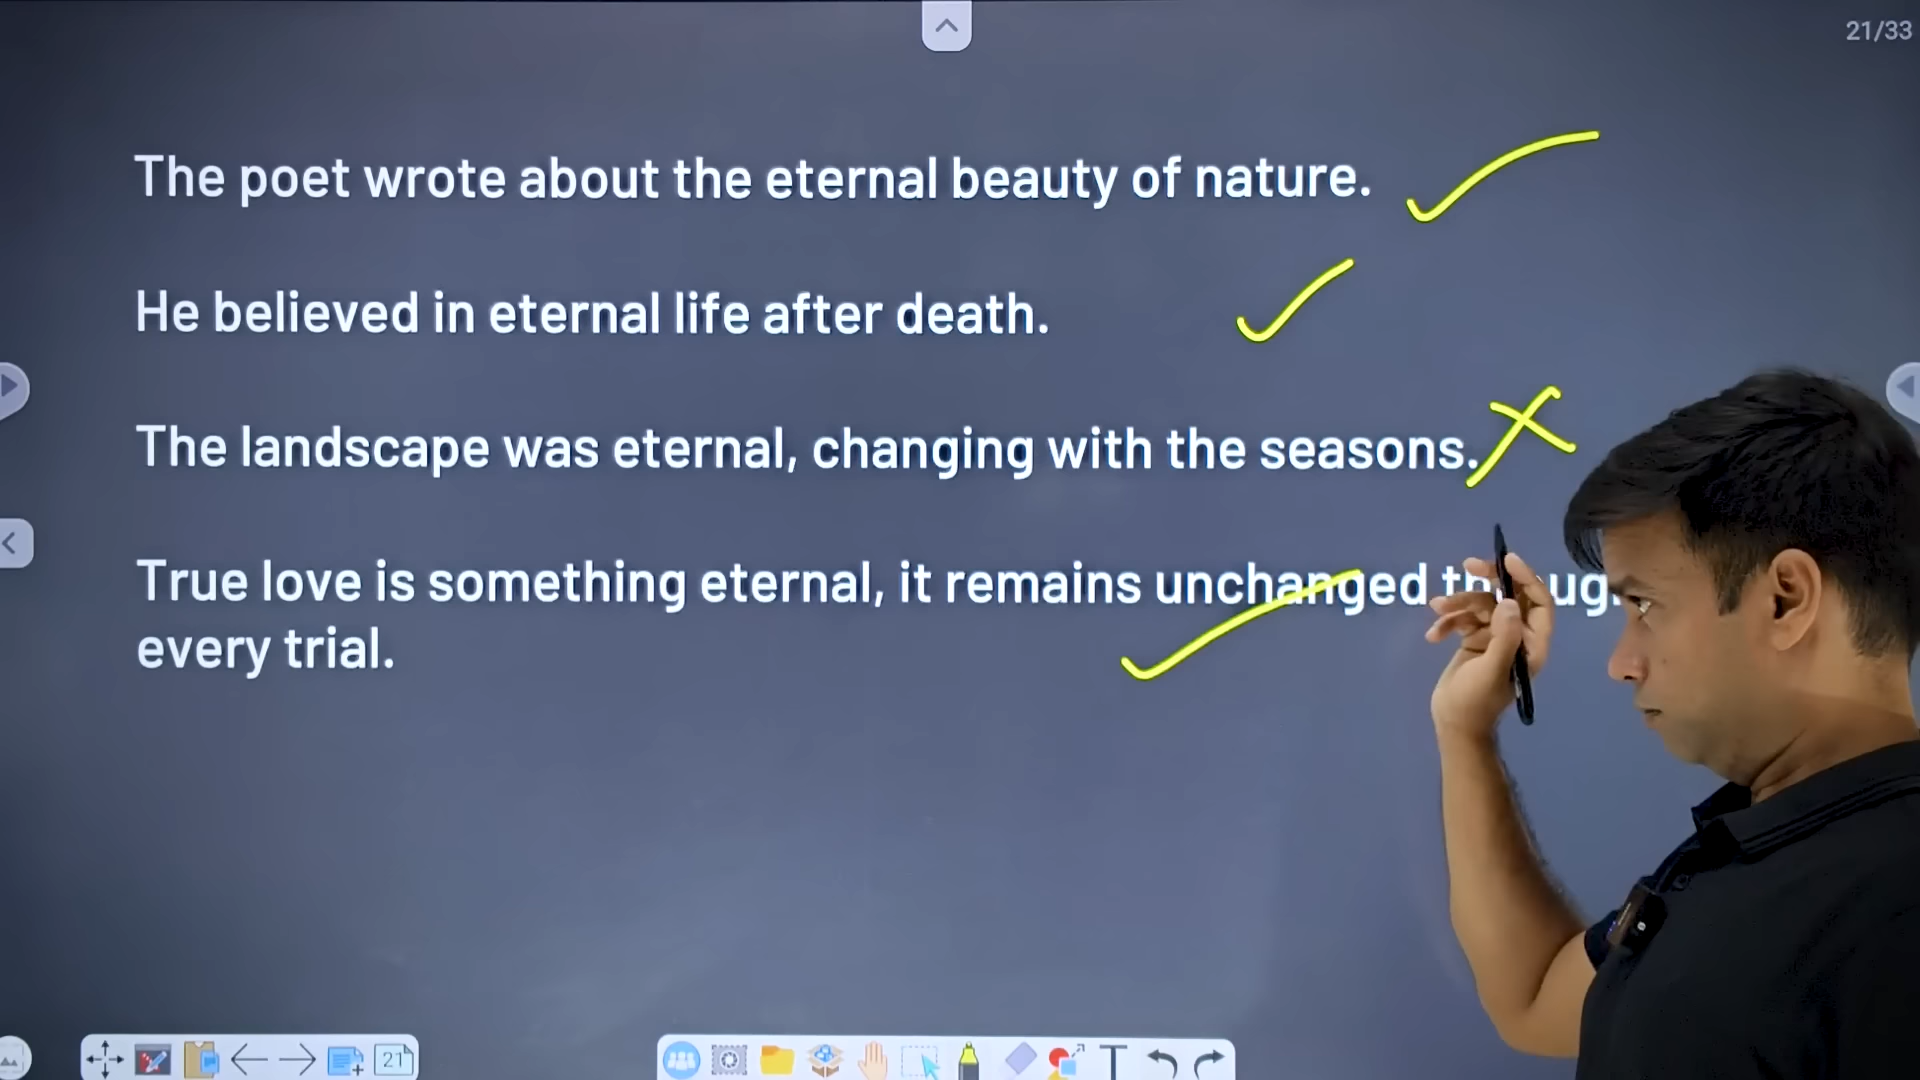 21/33
The poet wrote about the eternal beauty of nature.
He believed in eternal life after death.
The landscape was eternal, changing with the seasons.
True love is something eternal, it remains unchanged
every trial.
21
T